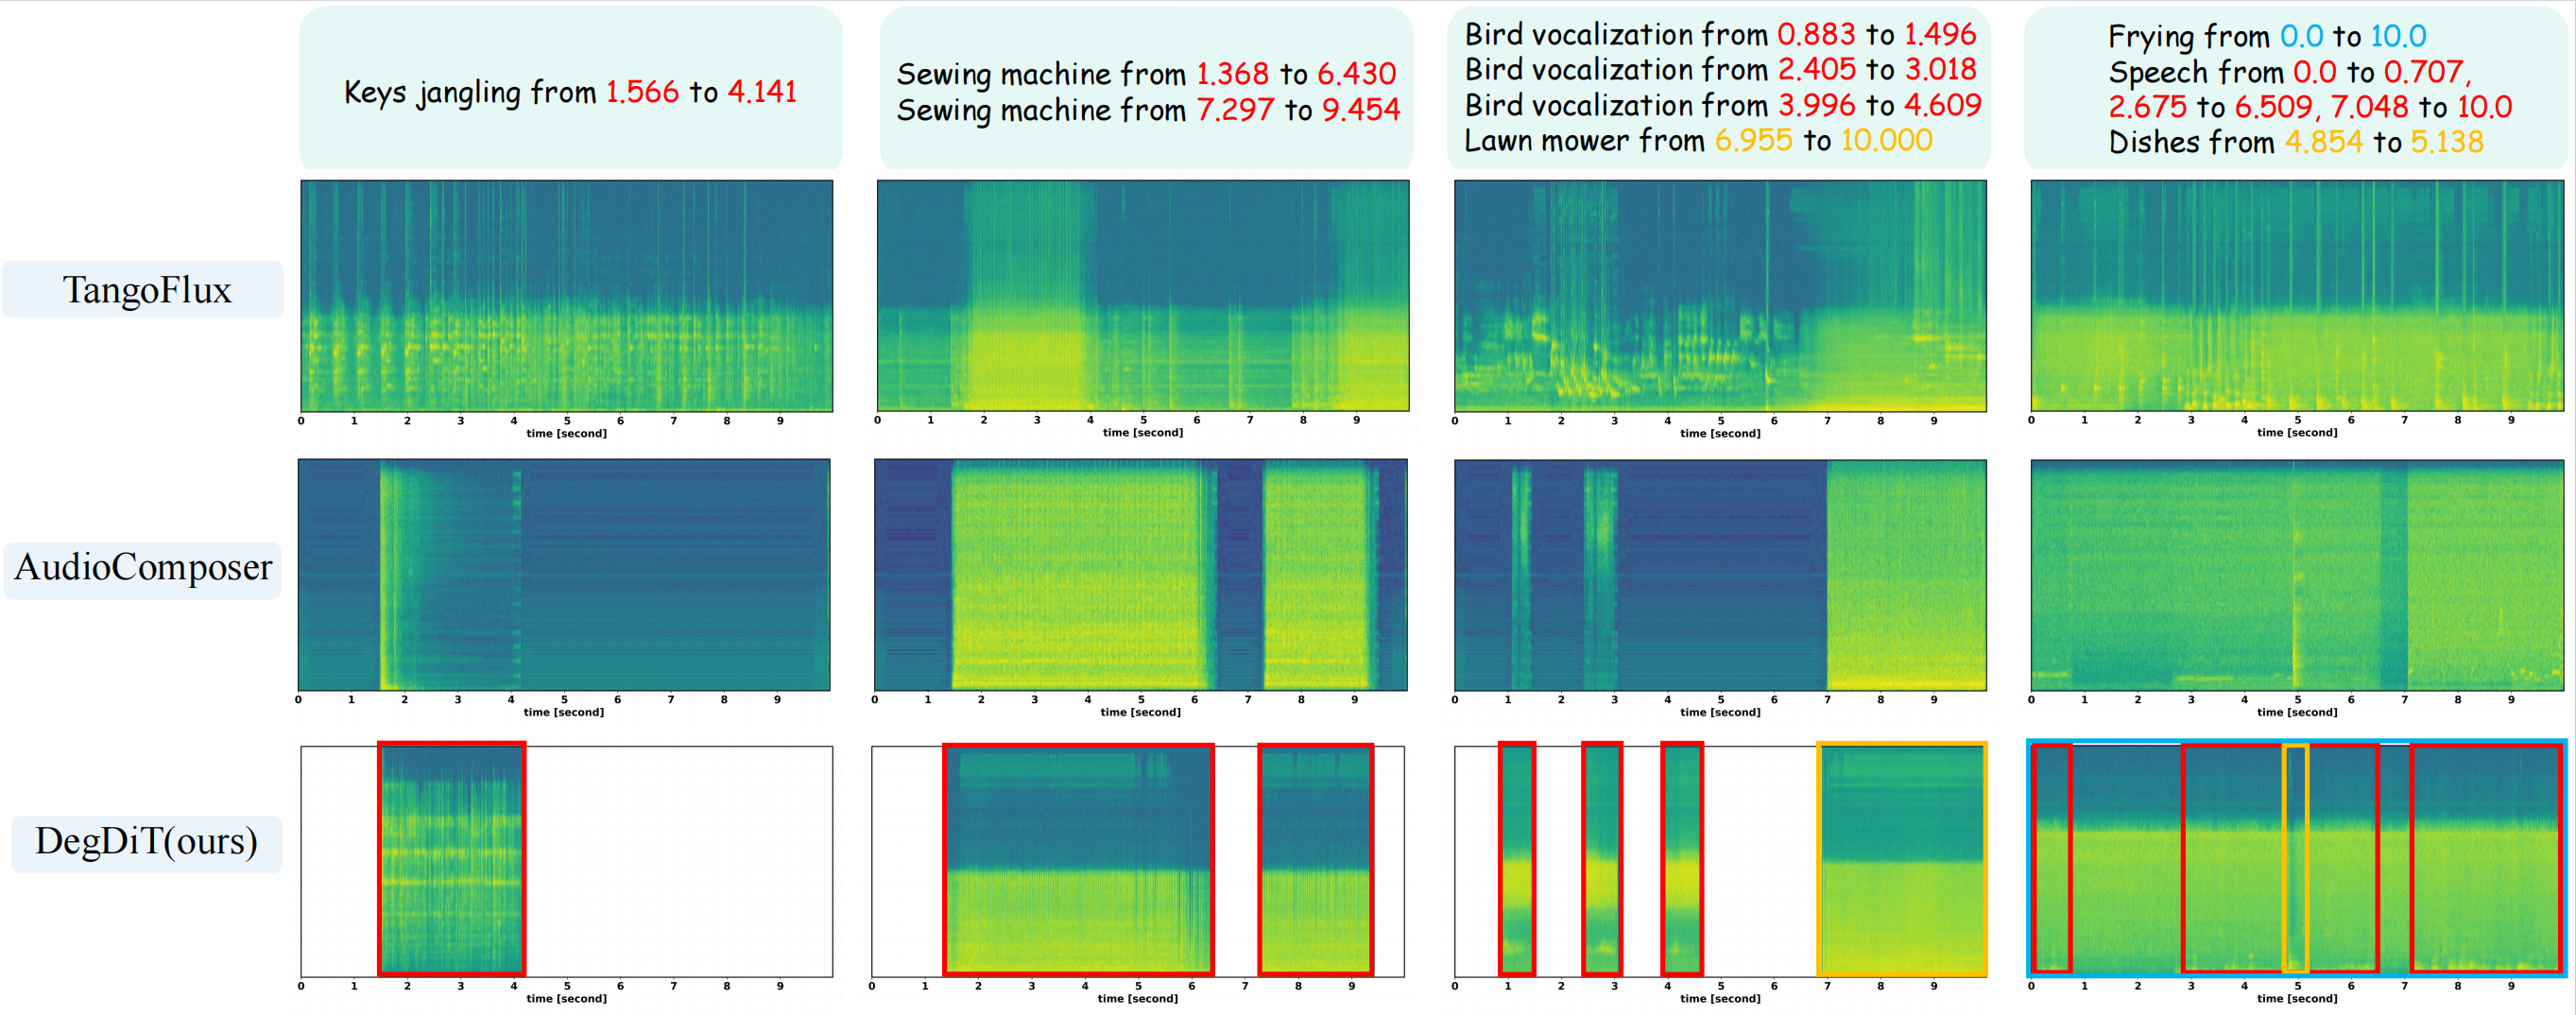 Keys jangling from 1.566 to 4.141
Sewing machine from 1.368 to 6.430
Sewing machine from 7.297 to 9.454
Bird vocalization from 0.883 to 1.496
Bird vocalization from 2.405 to 3.018
Bird vocalization from 3.996 to 4.609
Lawn mower from 6.955 to 10.000
Frying from 0.0 to 10.0
Speech from 0.0 to 0.707,
2.675 to 6.509, 7.048 to 10.0
Dishes from 4.854 to 5.138
TangoFlux
0 1 2 3 4 5 6 7 8 9
time [second]
0 1 2 3 4 5 6 7 8 9
time [second]
0 1 2 3 4 5 6 7 8 9
time [second]
0 1 2 3 4 5 6 7 8 9
time [second]
AudioComposer
0 1 2 3 4 5 6 7 8 9
time [second]
0 1 2 3 4 5 6 7 8 9
time [second]
0 1 2 3 4 5 6 7 8 9
time [second]
0 1 2 3 4 5 6 7 8 9
time [second]
DegDiT(ours)
0 1 2 3 4 5 6 7 8 9
time [second]
0 1 2 3 4 5 6 7 8 9
time [second]
0 1 2 3 4 5 6 7 8 9
time [second]
0 1 2 3 4 5 6 7 8 9
time [second]